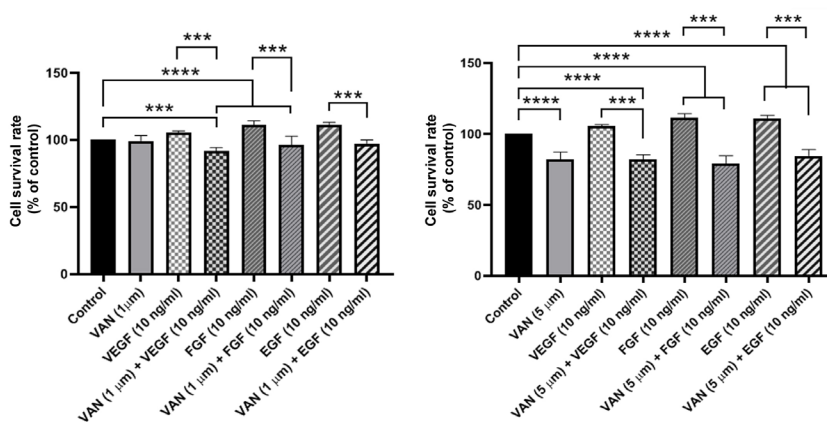 ***
***
****
***
***
150
100
50
0
Cell survival rate
(% of control)
Control
VAN (1μm)
VEGF (10 ng/ml)
VAN (1 μm) + VEGF (10 ng/ml)
FGF (10 ng/ml)
VAN (1 μm) + FGF (10 ng/ml)
EGF (10 ng/ml)
VAN (1 μm) + EGF (10 ng/ml)
***
***
****
****
****
****
***
150
100
50
0
Cell survival rate
(% of control)
Control
VAN (5 μm)
VEGF (10 ng/ml)
VAN (5 μm) + VEGF (10 ng/ml)
FGF (10 ng/ml)
VAN (5 μm) + FGF (10 ng/ml)
EGF (10 ng/ml)
VAN (5 μm) + EGF (10 ng/ml)